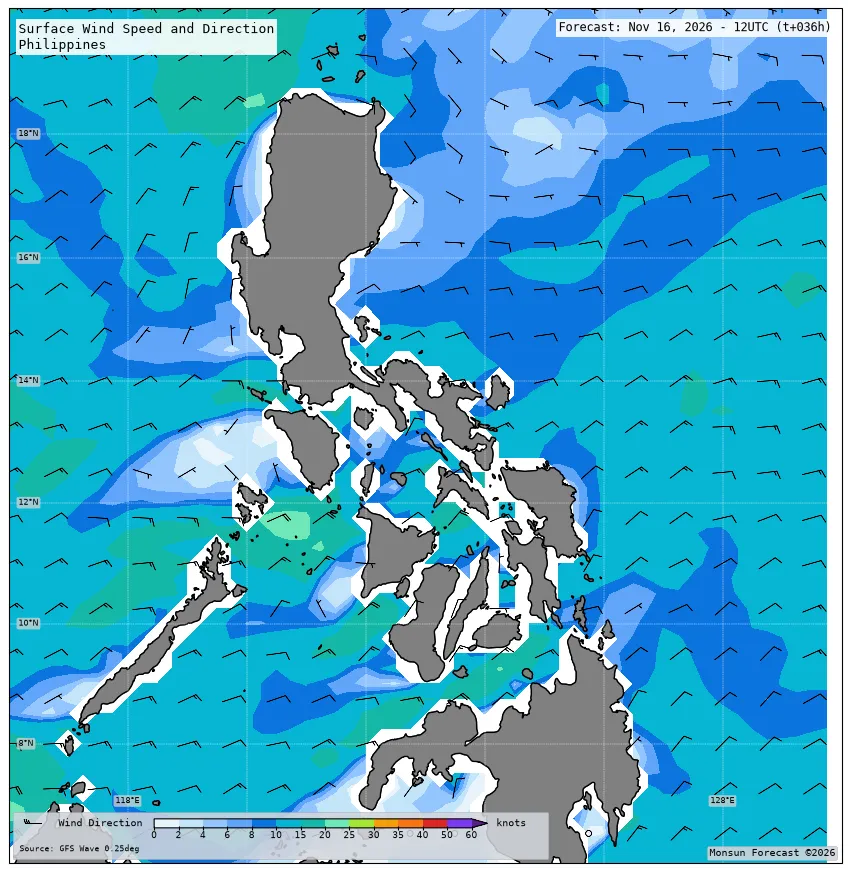 Surface Wind Speed and Direction
Philippines
Forecast: Nov 16, 2026 - 12UTC (t+036h)
18°N
16°N
14°N
12°N
10°N
8°N
118°E
128°E
Wind Direction
0 2 4 6 8 10 15 20 25 30 35 40 50 60
knots
Source: GFS Wave 0.25deg
Monsun Forecast ©2026